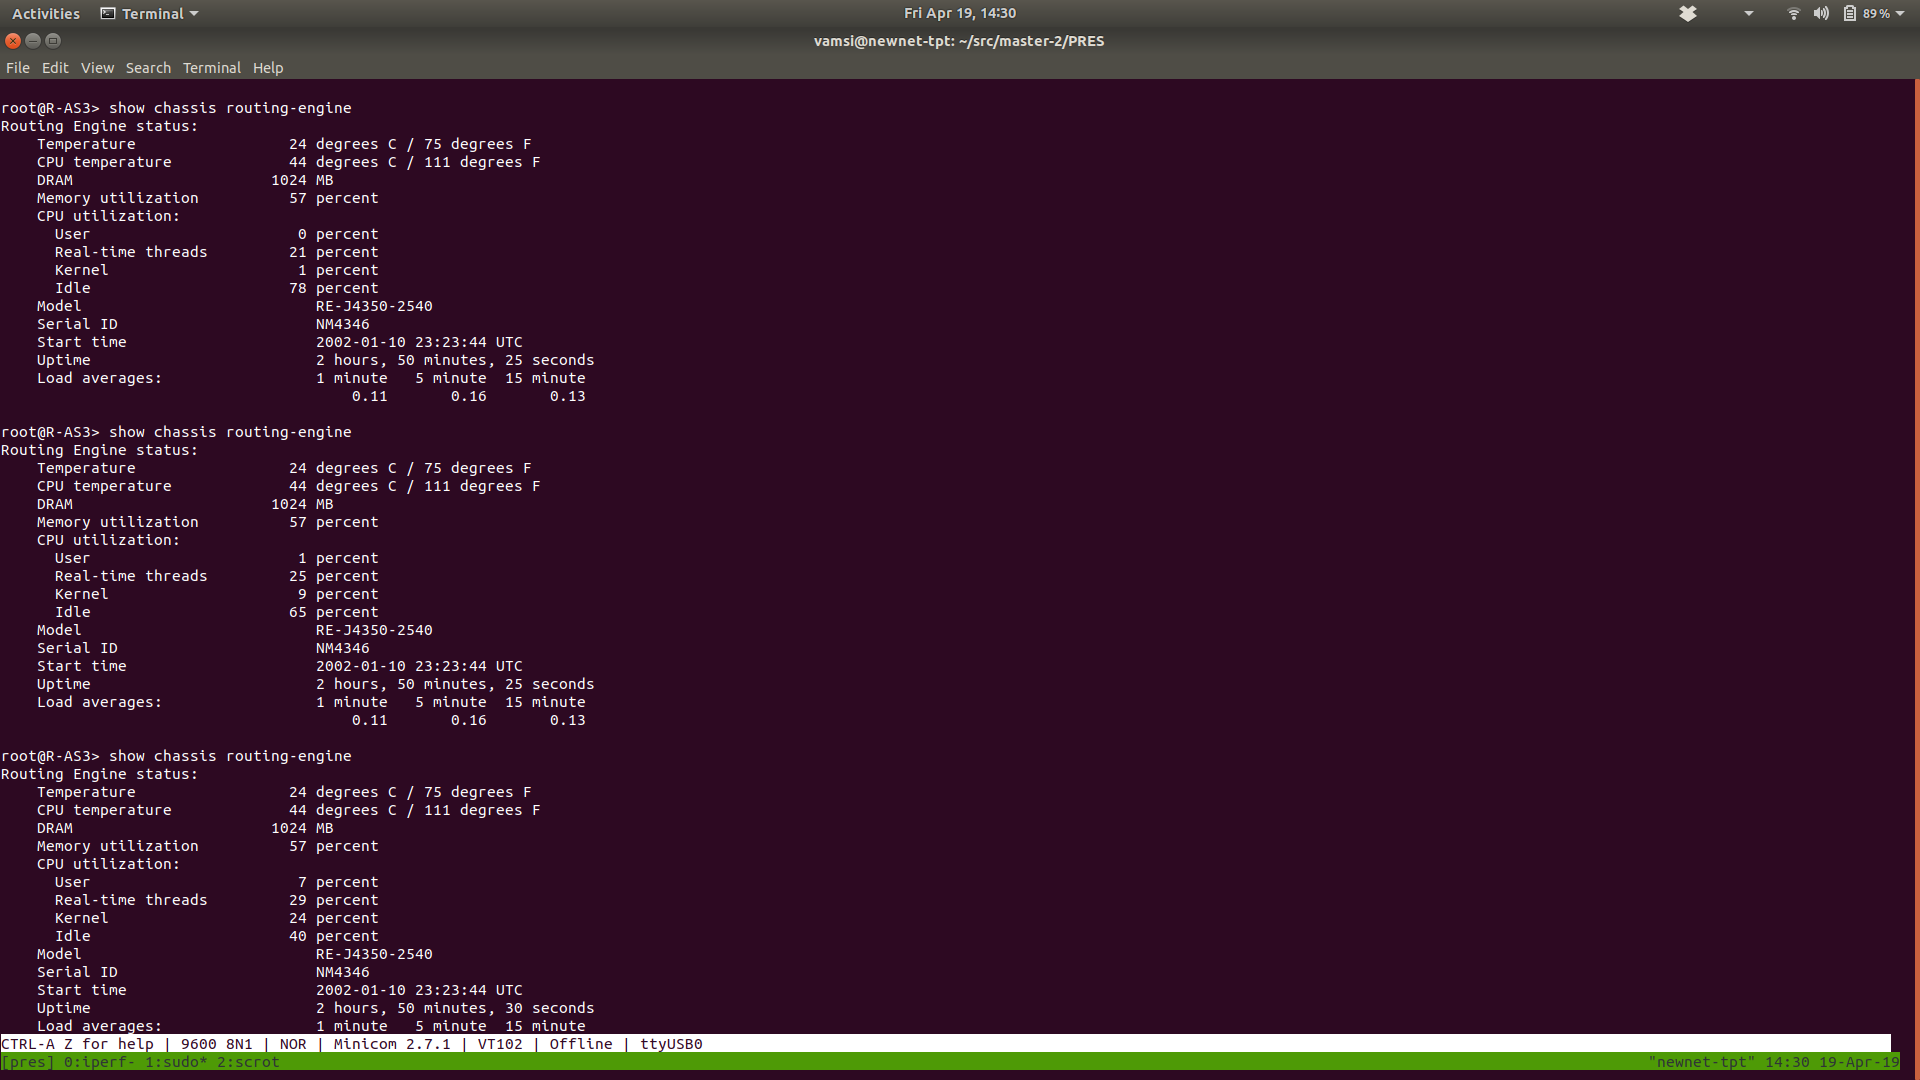 Activities Terminal Fri Apr 19, 14:30 89 %
vamsi@newnet-tpt: ~/src/master-2/PRES
File Edit View Search Terminal Help
root@R-AS3> show chassis routing-engine
Routing Engine status:
    Temperature                 24 degrees C / 75 degrees F
    CPU temperature             44 degrees C / 111 degrees F
    DRAM                      1024 MB
    Memory utilization          57 percent
    CPU utilization:
      User                       0 percent
      Real-time threads         21 percent
      Kernel                     1 percent
      Idle                      78 percent
    Model                          RE-J4350-2540
    Serial ID                      NM4346
    Start time                     2002-01-10 23:23:44 UTC
    Uptime                         2 hours, 50 minutes, 25 seconds
    Load averages:                 1 minute   5 minute  15 minute
                                       0.11       0.16       0.13
root@R-AS3> show chassis routing-engine
Routing Engine status:
    Temperature                 24 degrees C / 75 degrees F
    CPU temperature             44 degrees C / 111 degrees F
    DRAM                      1024 MB
    Memory utilization          57 percent
    CPU utilization:
      User                       1 percent
      Real-time threads         25 percent
      Kernel                     9 percent
      Idle                      65 percent
    Model                          RE-J4350-2540
    Serial ID                      NM4346
    Start time                     2002-01-10 23:23:44 UTC
    Uptime                         2 hours, 50 minutes, 25 seconds
    Load averages:                 1 minute   5 minute  15 minute
                                       0.11       0.16       0.13
root@R-AS3> show chassis routing-engine
Routing Engine status:
    Temperature                 24 degrees C / 75 degrees F
    CPU temperature             44 degrees C / 111 degrees F
    DRAM                      1024 MB
    Memory utilization          57 percent
    CPU utilization:
      User                       7 percent
      Real-time threads         29 percent
      Kernel                    24 percent
      Idle                      40 percent
    Model                          RE-J4350-2540
    Serial ID                      NM4346
    Start time                     2002-01-10 23:23:44 UTC
    Uptime                         2 hours, 50 minutes, 30 seconds
    Load averages:                 1 minute   5 minute  15 minute
CTRL-A Z for help | 9600 8N1 | NOR | Minicom 2.7.1 | VT102 | Offline | ttyUSB0
[pres] 0:iperf- 1:sudo* 2:scrot "newnet-tpt" 14:30 19-Apr-19